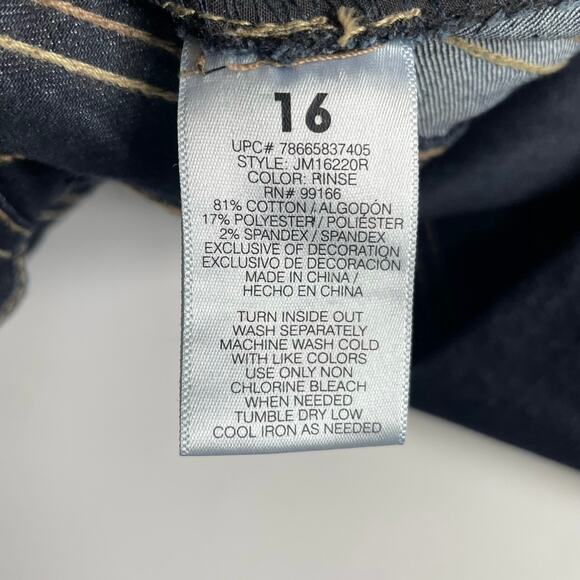 16
UPC# 78665837405
STYLE: JM16220R
COLOR: RINSE
RN# 99166
81% COTTON / ALGODÓN
17% POLYESTER / POLIÉSTER
2% SPANDEX / SPANDEX
EXCLUSIVE OF DECORATION
EXCLUSIVO DE DECORACIÓN
MADE IN CHINA /
HECHO EN CHINA
TURN INSIDE OUT
WASH SEPARATELY
MACHINE WASH COLD
WITH LIKE COLORS
USE ONLY NON
CHLORINE BLEACH
WHEN NEEDED
TUMBLE DRY LOW
COOL IRON AS NEEDED